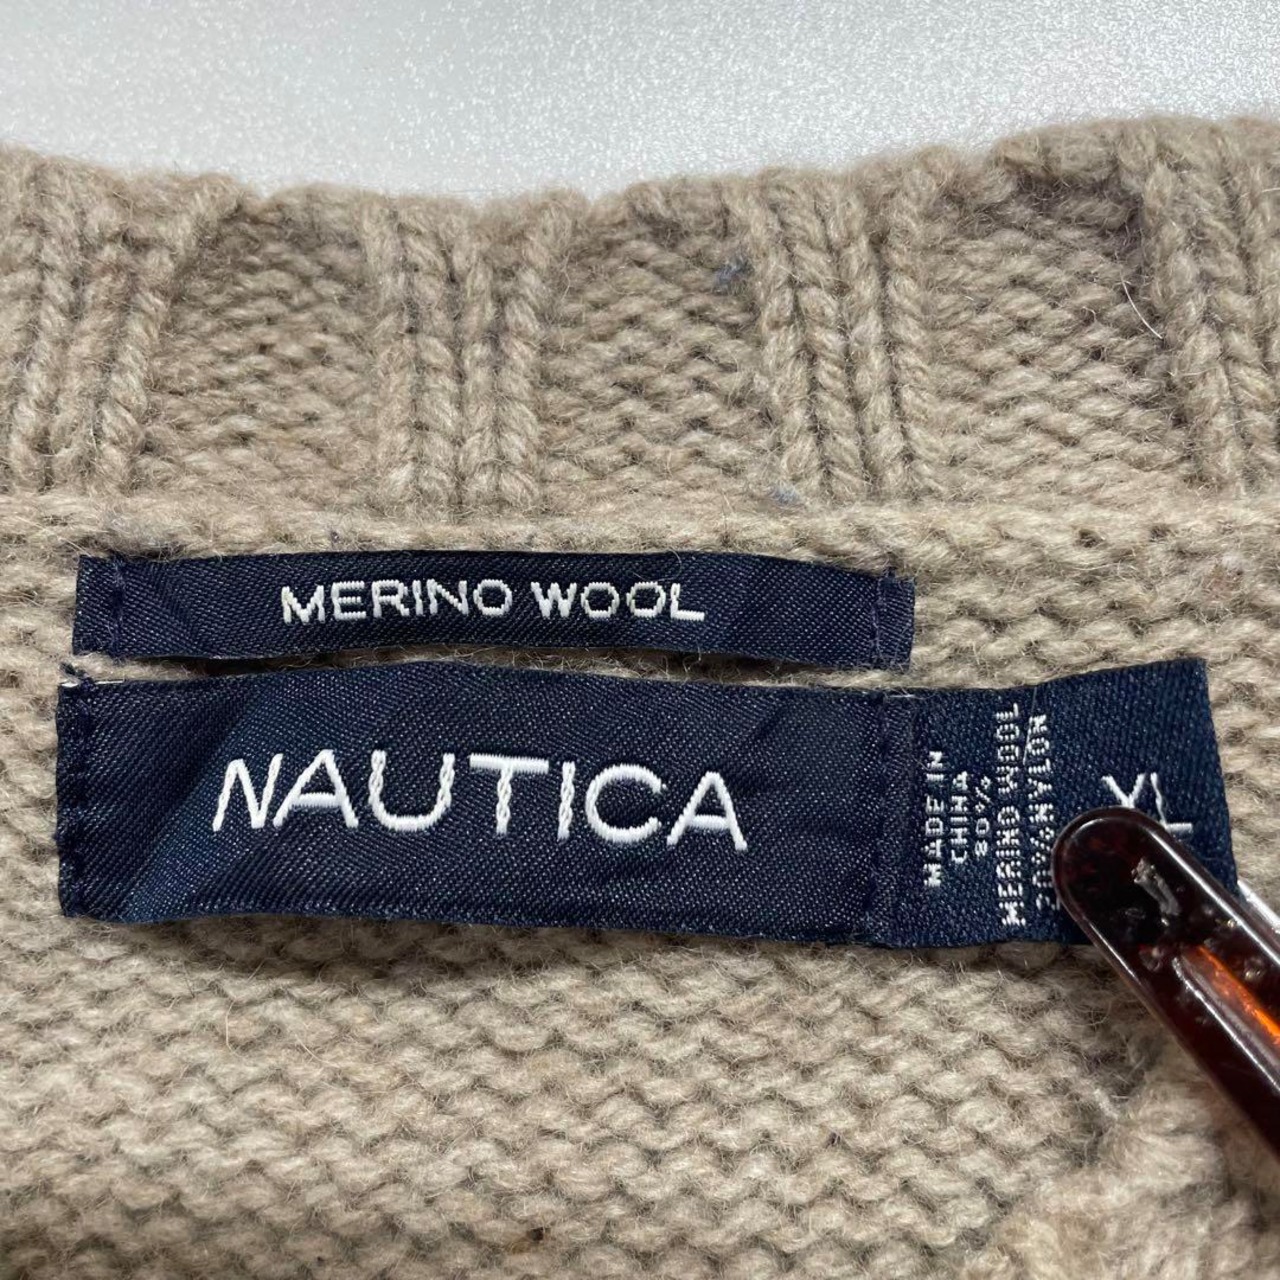 MERINO WOOL
NAUTICA
MADE IN
CHINA
80%
MERINO WOOL
20% NYLON
XL